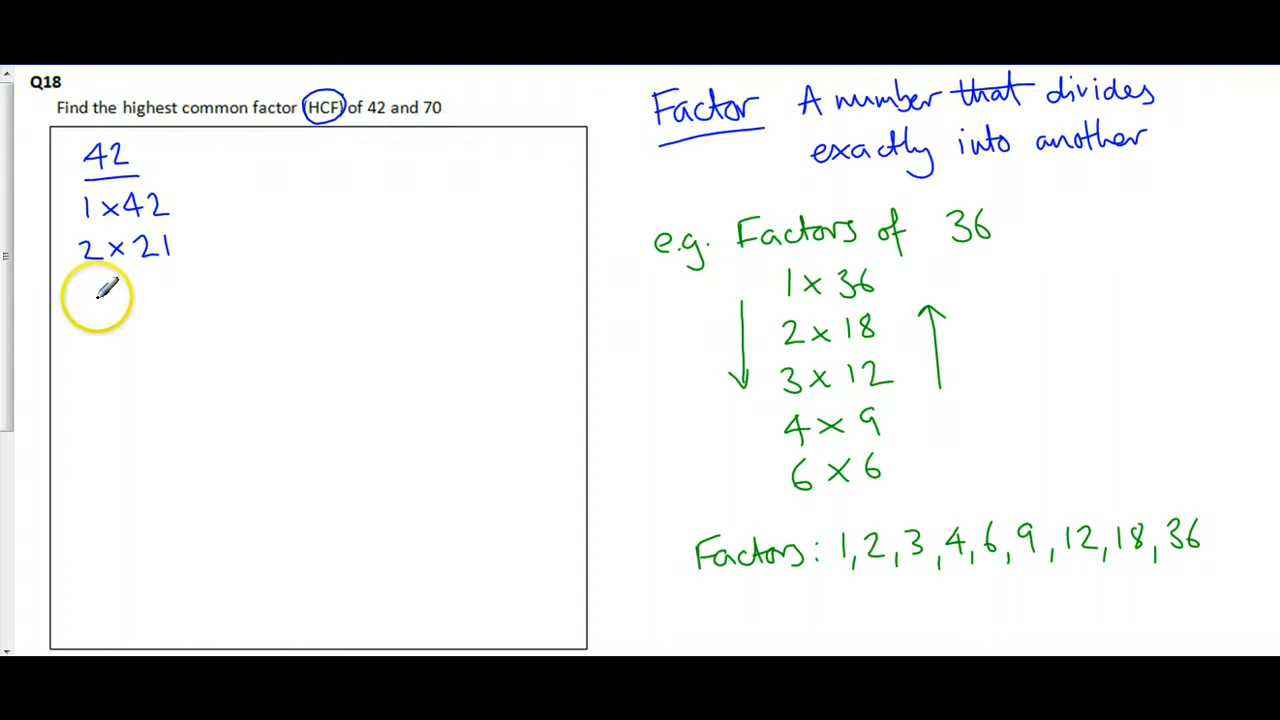 Q18
Find the highest common factor (HCF) of 42 and 70
42
1 × 42
2 × 21
Factor A number that divides
exactly into another
e.g. Factors of 36
1 × 36
2 × 18
3 × 12
4 × 9
6 × 6
Factors: 1, 2, 3, 4, 6, 9, 12, 18, 36